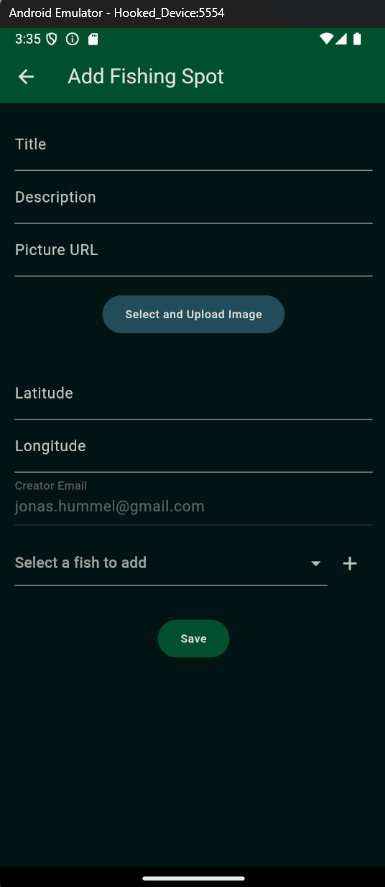 Android Emulator - Hooked_Device:5554
3:35
Add Fishing Spot
Title
Description
Picture URL
Select and Upload Image
Latitude
Longitude
Creator Email
jonas.hummel@gmail.com
Select a fish to add
Save